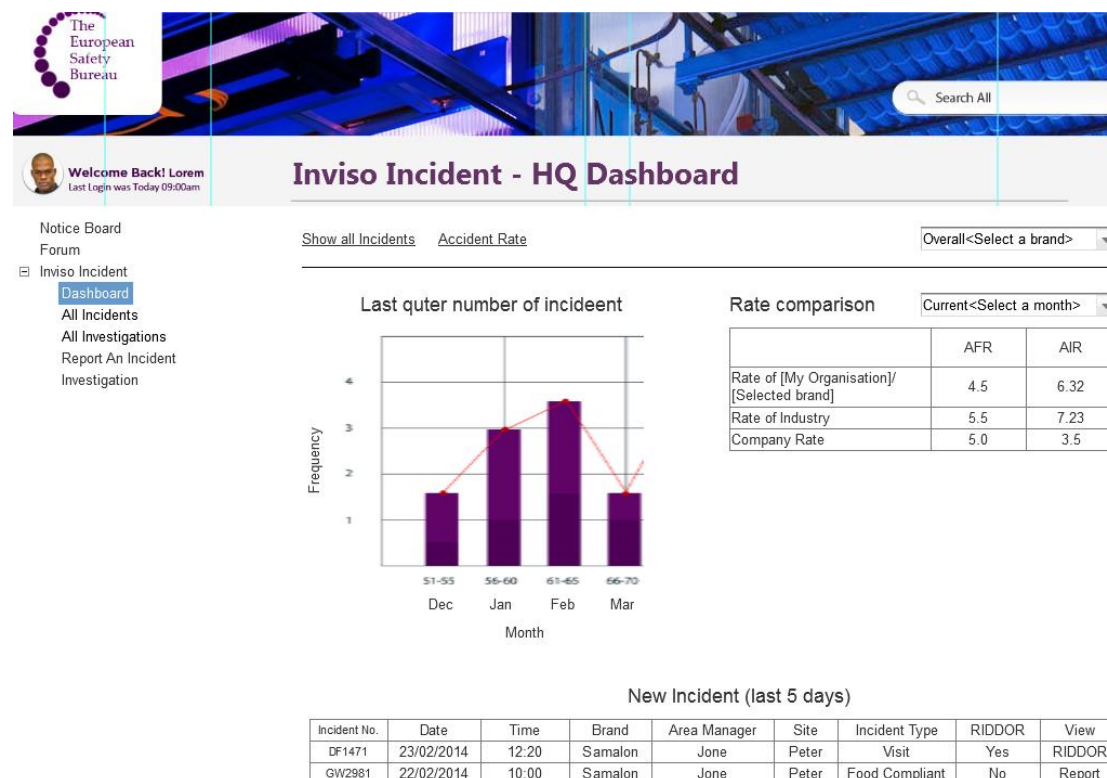 The
European
Safety
Bureau
Search All
Welcome Back! Lorem
Last Login was Today 09:00am
Inviso Incident - HQ Dashboard
Notice Board
Forum
Inviso Incident
Dashboard
All Incidents
All Investigations
Report An Incident
Investigation
Show all Incidents Accident Rate
Overall<Select a brand>
Last quter number of incideent
Frequency
4
3
2
1
51-55 56-60 61-65 66-70
Dec Jan Feb Mar
Month
Rate comparison
Current<Select a month>
AFR AIR
Rate of [My Organisation]/
[Selected brand] 4.5 6.32
Rate of Industry 5.5 7.23
Company Rate 5.0 3.5
New Incident (last 5 days)
Incident No. Date Time Brand Area Manager Site Incident Type RIDDOR View
DF1471 23/02/2014 12:20 Samalon Jone Peter Visit Yes RIDDOR
GW2981 22/02/2014 10:00 Samalon Jone Peter Food Compliant No Report